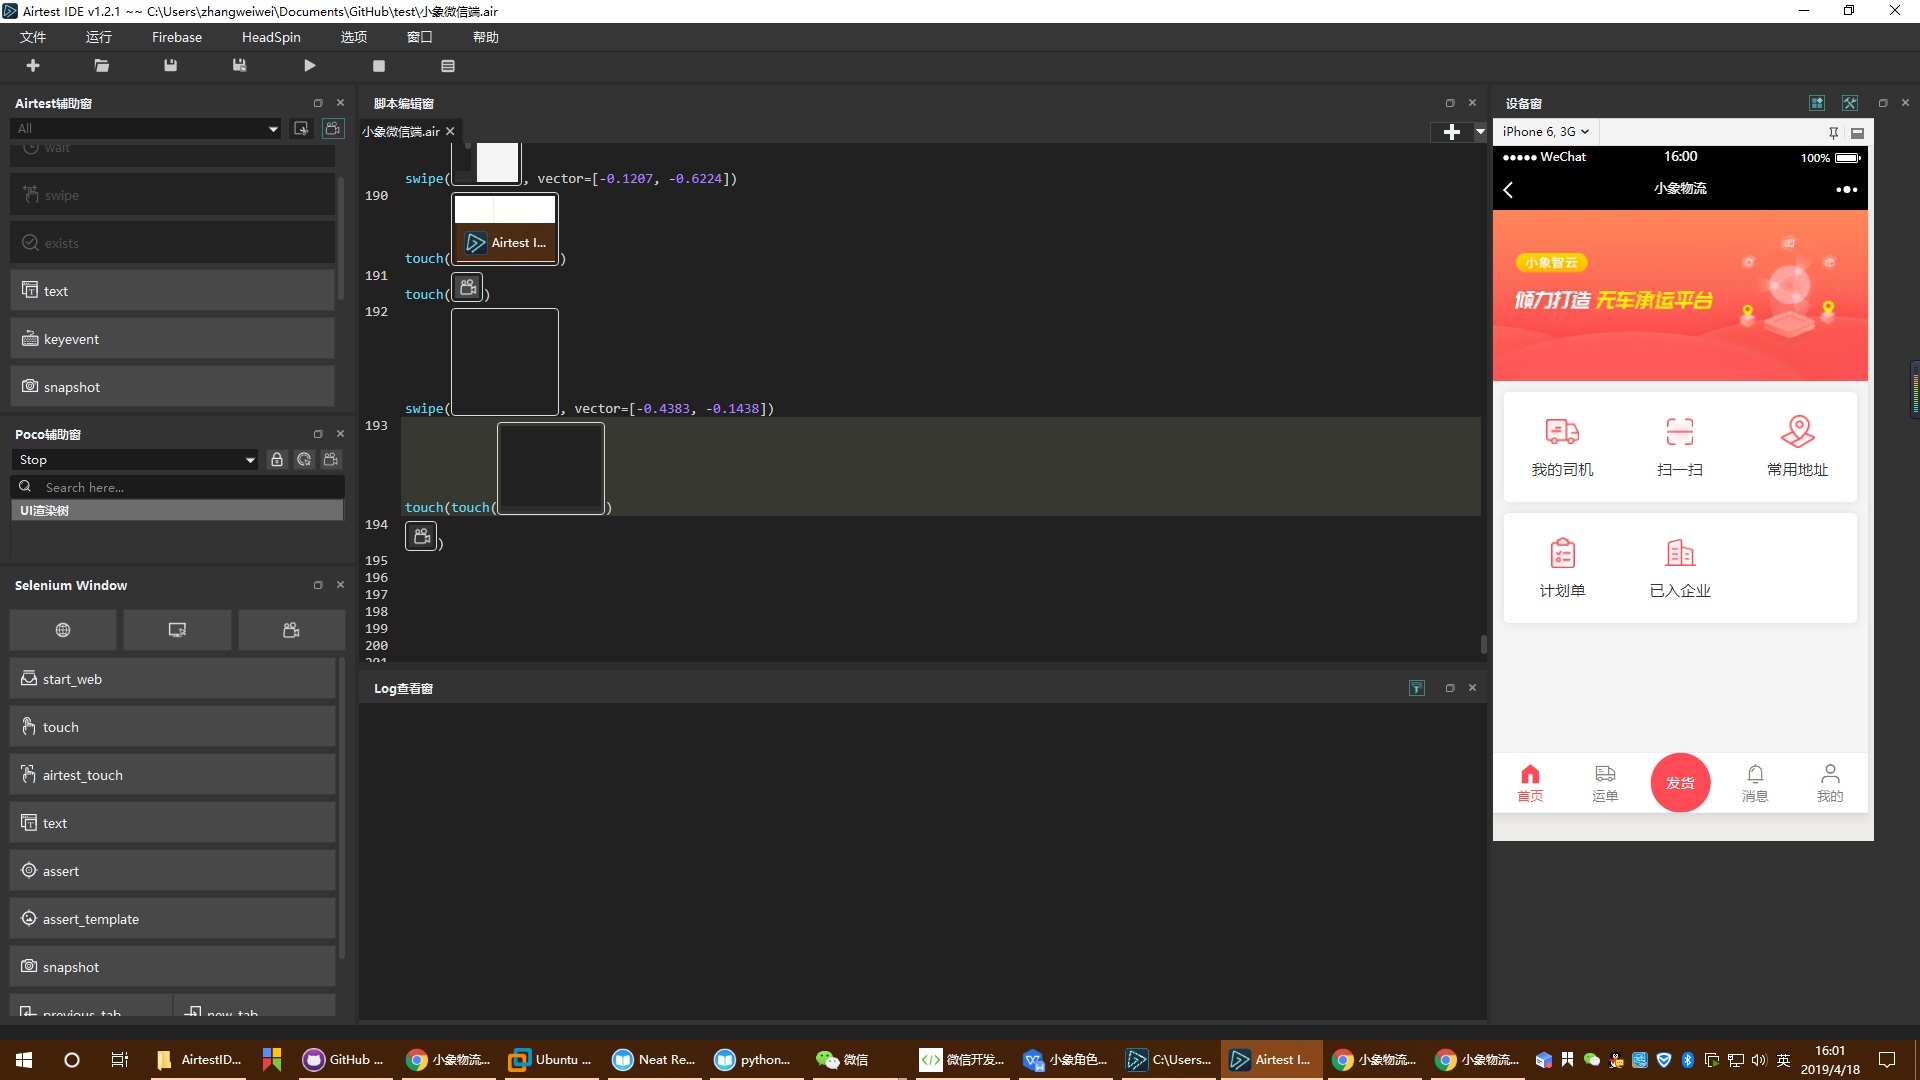 Airtest IDE v1.2.1 ~~ C:\Users\zhangweiwei\Documents\GitHub\test\小象微信端.air
文件 运行 Firebase HeadSpin 选项 窗口 帮助
Airtest辅助窗
All
wait
swipe
exists
text
keyevent
snapshot
Poco辅助窗
Stop
Search here...
UI渲染树
Selenium Window
start_web
touch
airtest_touch
text
assert
assert_template
snapshot
previous_tab new_tab
脚本编辑窗
小象微信端.air
swipe( , vector=[-0.1207, -0.6224])
190
Airtest I...
touch( )
191
touch( )
192
swipe( , vector=[-0.4383, -0.1438])
193
touch(touch( )
194
)
195
196
197
198
199
200
201
Log查看窗
设备窗
iPhone 6, 3G
WeChat 16:00 100%
小象物流
小象智云
倾力打造 无车承运平台
我的司机 扫一扫 常用地址
计划单 已入企业
首页 运单 发货 消息 我的
AirtestID... GitHub ... 小象物流... Ubuntu ... Neat Re... python... 微信 微信开发... 小象角色... C:\Users... Airtest I... 小象物流... 小象物流... 英
16:01
2019/4/18